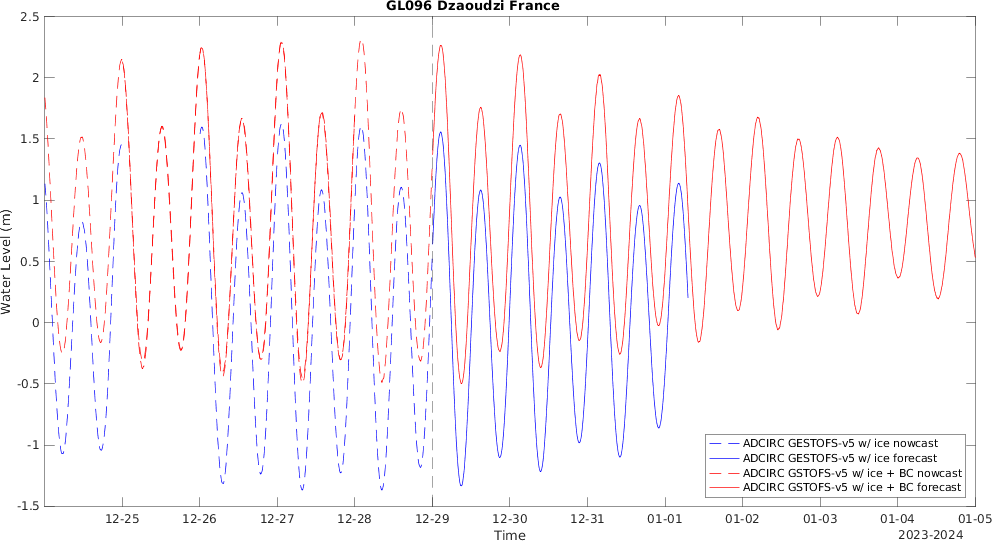 GL096 Dzaoudzi France
2.5
2
1.5
1
0.5
0
-0.5
-1
-1.5
Water Level (m)
ADCIRC GESTOFS-v5 w/ ice nowcast
ADCIRC GESTOFS-v5 w/ ice forecast
ADCIRC GSTOFS-v5 w/ ice + BC nowcast
ADCIRC GSTOFS-v5 w/ ice + BC forecast
12-25 12-26 12-27 12-28 12-29 12-30 12-31 01-01 01-02 01-03 01-04 01-05
Time
2023-2024